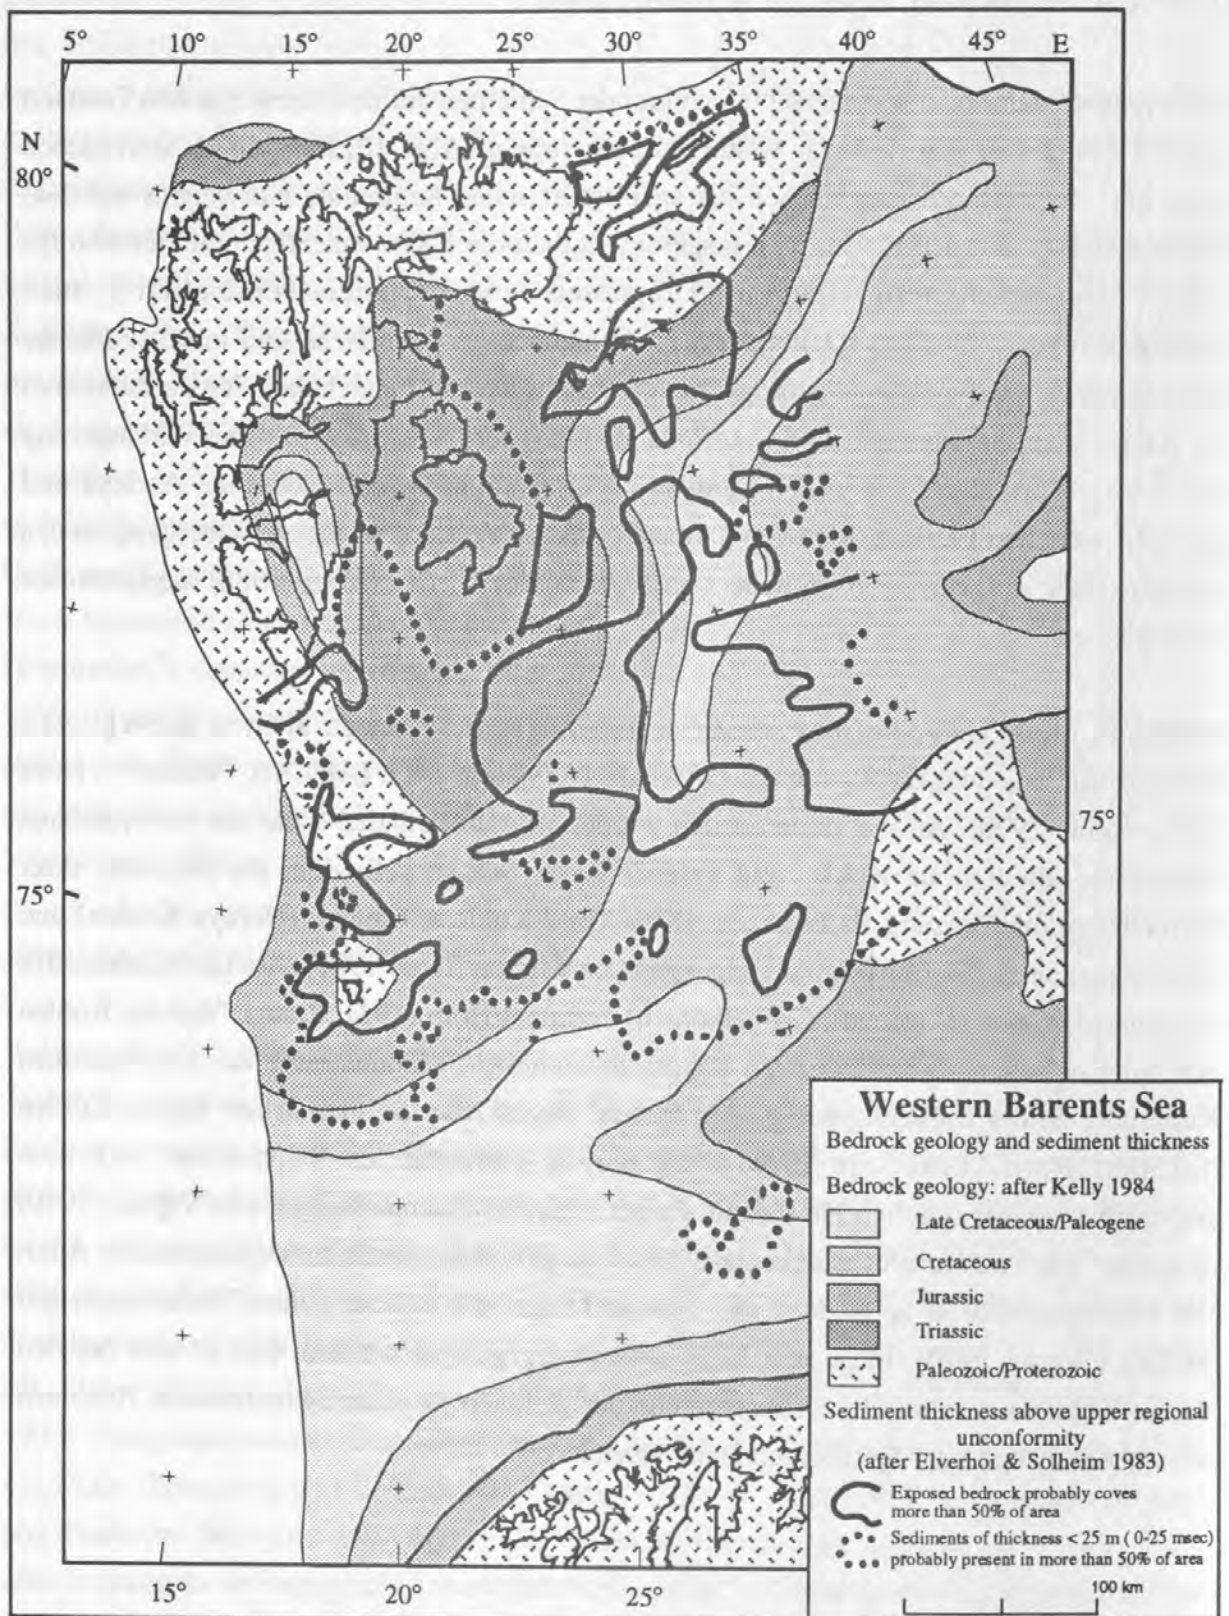 5° 10° 15° 20° 25° 30° 35° 40° 45° E
N
80°
75°
75°
15° 20° 25°
Western Barents Sea
Bedrock geology and sediment thickness
Bedrock geology: after Kelly 1984
Late Cretaceous/Paleogene
Cretaceous
Jurassic
Triassic
Paleozoic/Proterozoic
Sediment thickness above upper regional
unconformity
(after Elverhoi & Solheim 1983)
Exposed bedrock probably coves
more than 50% of area
Sediments of thickness < 25 m ( 0-25 msec)
probably present in more than 50% of area
100 km